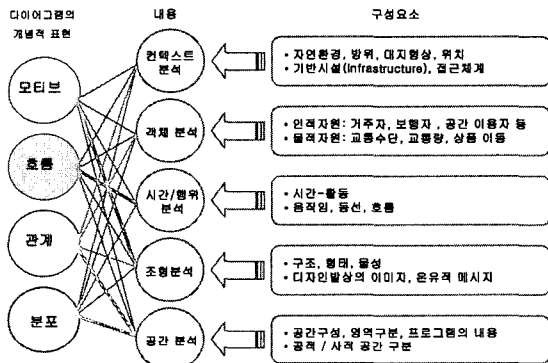 다이어그램의
개념적 표현
내용
구성요소
모티브
흐름
관계
분포
컨텍스트
분석
객체 분석
시간/행위
분석
조형분석
공간 분석
• 자연환경, 방위, 대지형상, 위치
• 기반시설(Infrastructure), 접근체계
• 인적자원: 거주자, 보행자, 공간 이용자 등
• 물적자원: 교통수단, 교통량, 상품 이동
• 시간-활동
• 움직임, 동선, 흐름
• 구조, 형태, 물성
• 디자인발상의 이미지, 은유적 메시지
• 공간구성, 영역구분, 프로그램의 내용
• 공적 / 사적 공간 구분